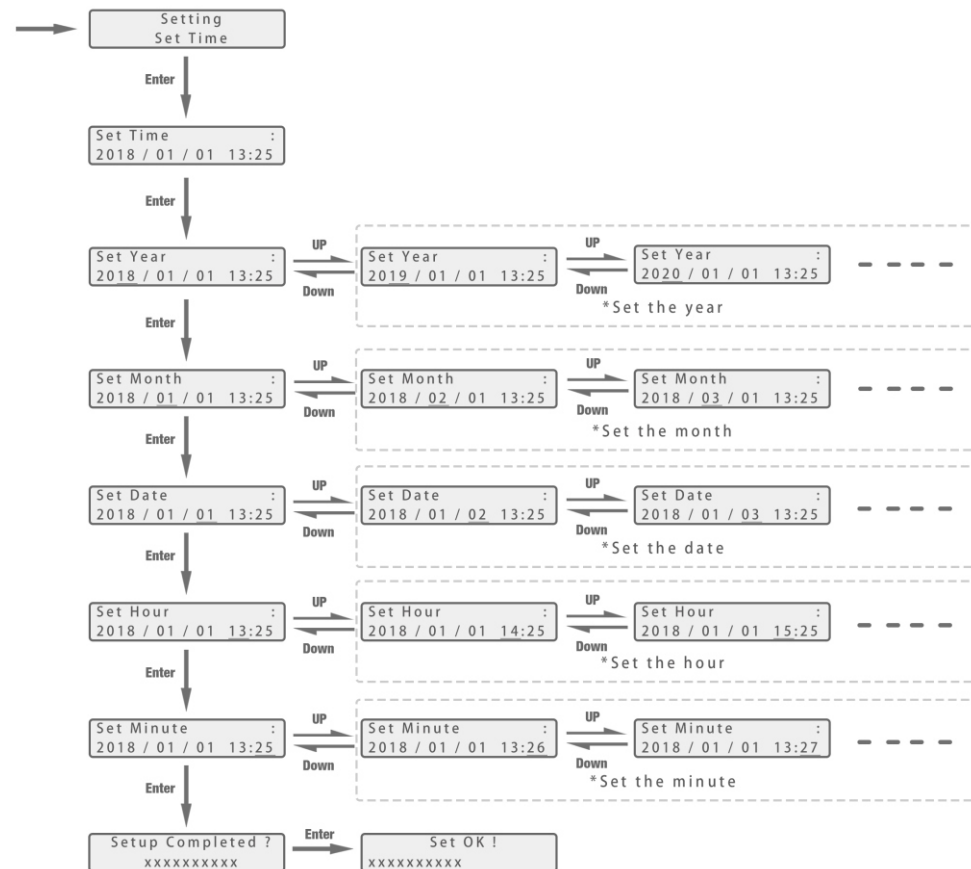 Setting
Set Time
Enter
Set Time :
2018 / 01 / 01 13:25
Enter
Set Year :
2018 / 01 / 01 13:25
UP
Down
Set Year :
2019 / 01 / 01 13:25
UP
Down
Set Year :
2020 / 01 / 01 13:25
*Set the year
Enter
Set Month :
2018 / 01 / 01 13:25
UP
Down
Set Month :
2018 / 02 / 01 13:25
UP
Down
Set Month :
2018 / 03 / 01 13:25
*Set the month
Enter
Set Date :
2018 / 01 / 01 13:25
UP
Down
Set Date :
2018 / 01 / 02 13:25
UP
Down
Set Date :
2018 / 01 / 03 13:25
*Set the date
Enter
Set Hour :
2018 / 01 / 01 13:25
UP
Down
Set Hour :
2018 / 01 / 01 14:25
UP
Down
Set Hour :
2018 / 01 / 01 15:25
*Set the hour
Enter
Set Minute :
2018 / 01 / 01 13:25
UP
Down
Set Minute :
2018 / 01 / 01 13:26
UP
Down
Set Minute :
2018 / 01 / 01 13:27
*Set the minute
Enter
Setup Completed ?
xxxxxxxxxx
Enter
Set OK !
xxxxxxxxxx